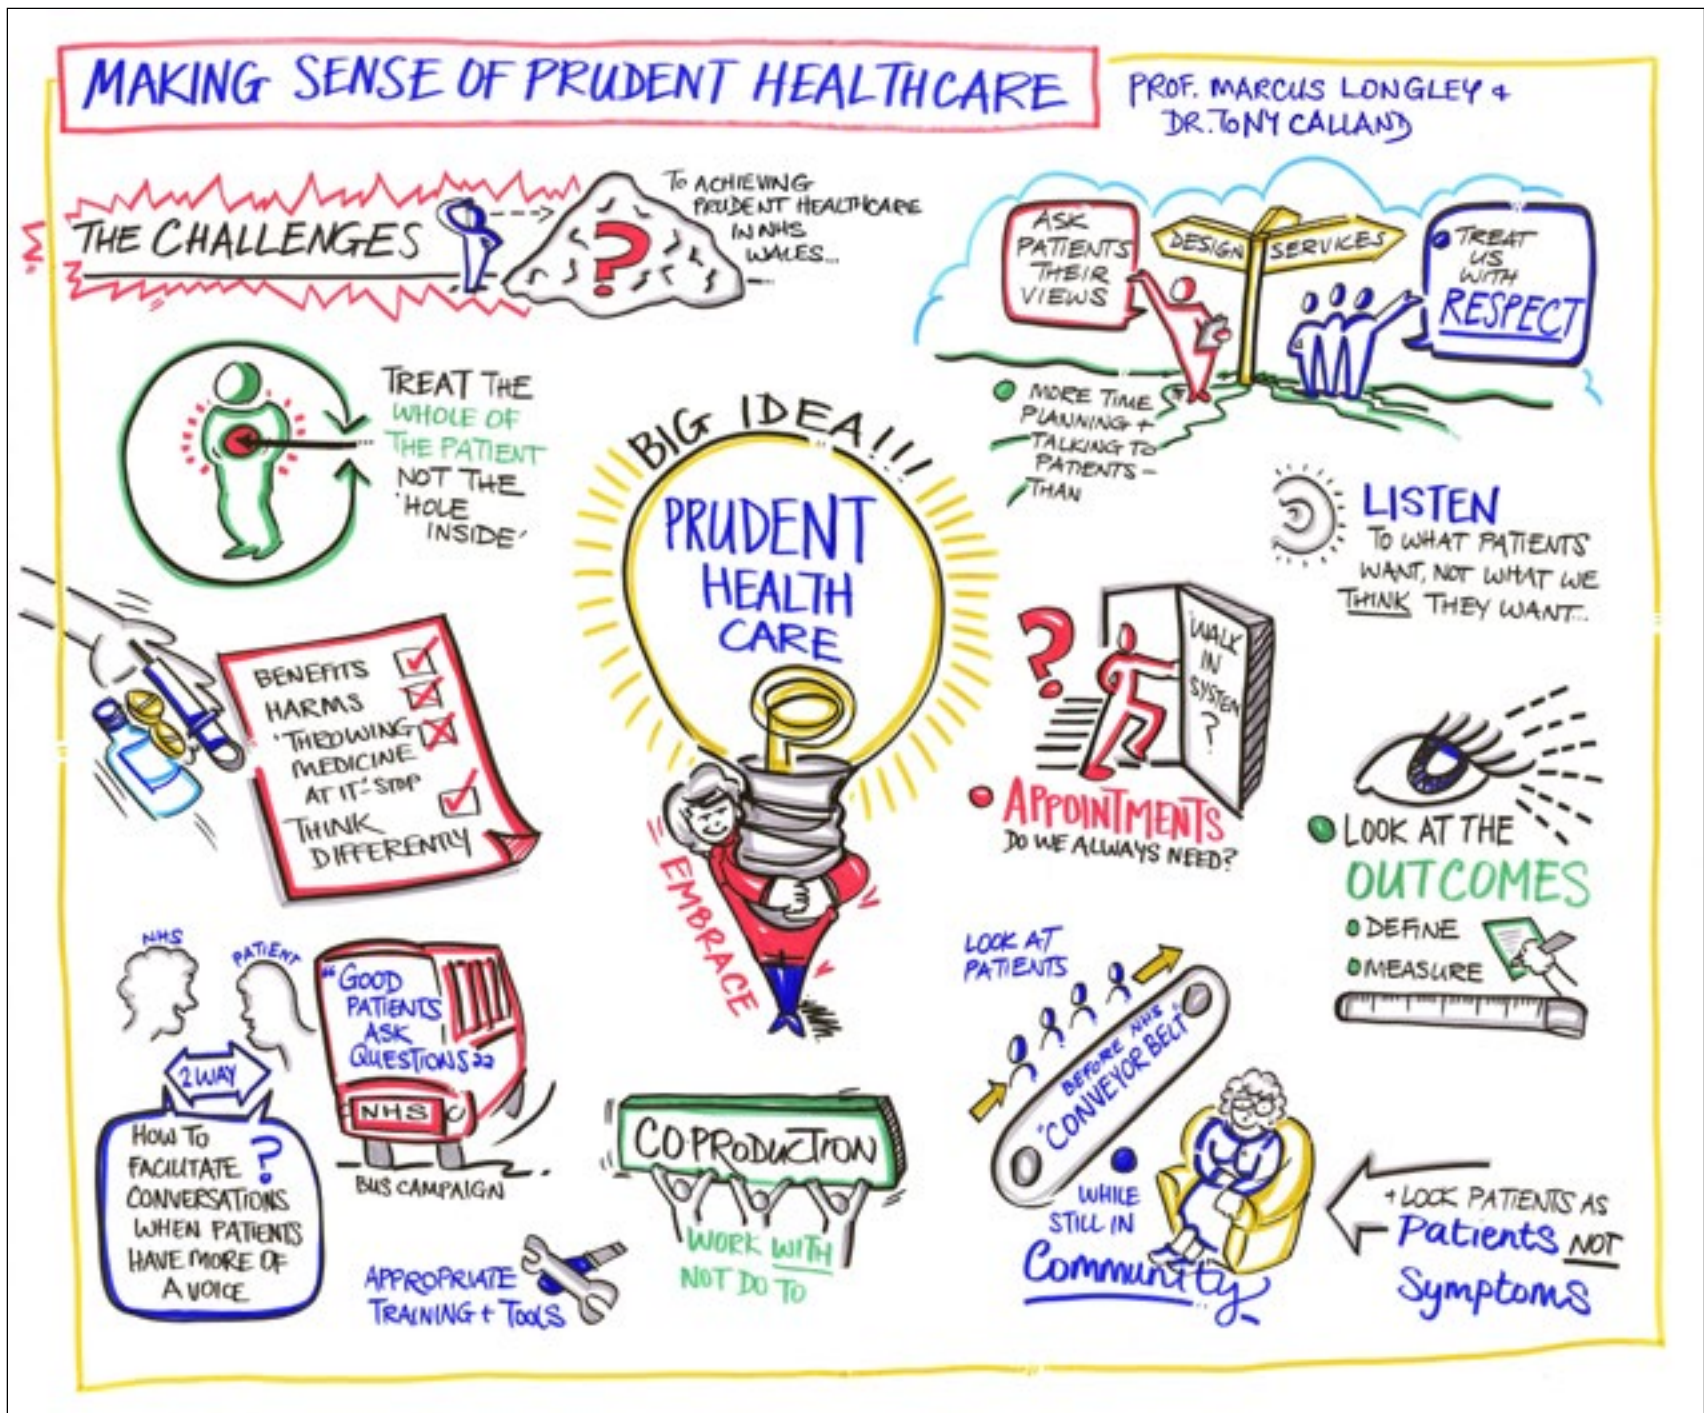 MAKING SENSE OF PRUDENT HEALTHCARE
PROF. MARCUS LONGLEY &
DR. TONY CALLAND
THE CHALLENGES
?
TO ACHIEVING
PRUDENT HEALTHCARE
IN NHS
WALES...
ASK
PATIENTS
THEIR
VIEWS
DESIGN
SERVICES
TREAT
US
WITH
RESPECT
MORE TIME
PLANNING +
TALKING TO
PATIENTS -
THAN
TREAT THE
WHOLE OF
THE PATIENT
NOT THE
'HOLE
INSIDE'
BIG IDEA!!!
PRUDENT
HEALTH
CARE
EMBRACE
LISTEN
TO WHAT PATIENTS
WANT, NOT WHAT WE
THINK THEY WANT...
BENEFITS
HARMS
'THROWING
MEDICINE
AT IT' - STOP
THINK
DIFFERENTLY
?
'WALK
IN
SYSTEM
?
APPOINTMENTS
DO WE ALWAYS NEED?
LOOK AT THE
OUTCOMES
DEFINE
MEASURE
NHS
PATIENT
2 WAY
HOW TO
FACILITATE ?
CONVERSATIONS
WHEN PATIENTS
HAVE MORE OF
A VOICE
"GOOD
PATIENTS
ASK
QUESTIONS"
NHS
BUS CAMPAIGN
APPROPRIATE
TRAINING + TOOLS
CO-PRODUCTION
WORK WITH
NOT DO TO
LOOK AT
PATIENTS
BEFORE NHS
"CONVEYOR BELT"
WHILE
STILL IN
Community
+ LOCK PATIENTS AS
Patients NOT
Symptoms